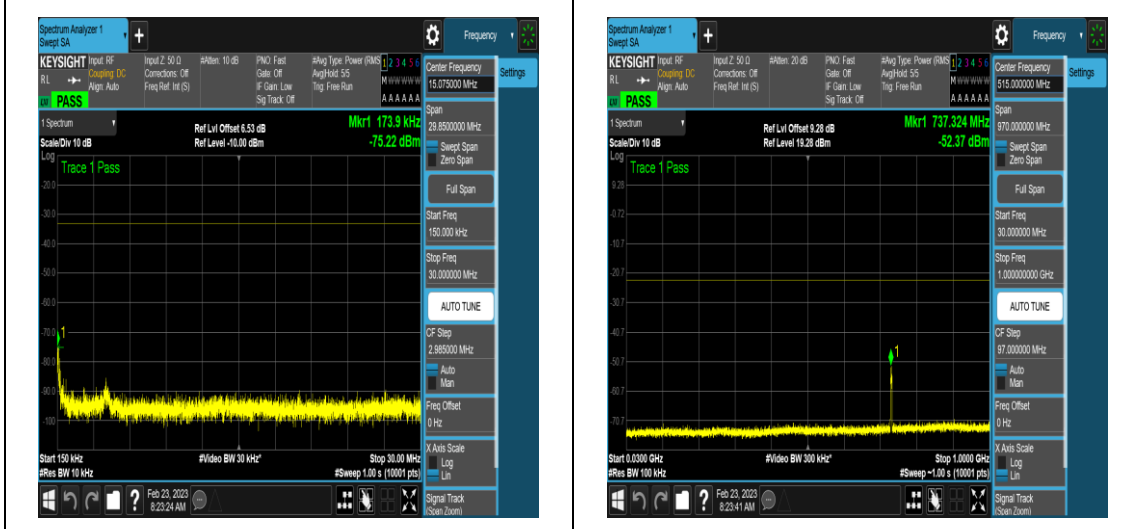 Spectrum Analyzer 1
Swept SA
+
Frequency
KEYSIGHT
RL
Input: RF
Coupling: DC
Align: Auto
Input Z: 50 Ω
Corrections: Off
Freq Ref: Int (S)
#Atten: 10 dB
PNO: Fast
Gate: Off
IF Gain: Low
Sig Track: Off
#Avg Type: Power (RMS
Avg|Hold: 5/5
Trig: Free Run
1 2 3 4 5 6
M W W W W W
A A A A A A
PASS
Center Frequency
15.075000 MHz
Settings
Span
29.8500000 MHz
Swept Span
Zero Span
Full Span
Start Freq
150.000 kHz
Stop Freq
30.000000 MHz
AUTO TUNE
CF Step
2.985000 MHz
Auto
Man
Freq Offset
0 Hz
X Axis Scale
Log
Lin
Signal Track
(Span Zoom)
1 Spectrum
Scale/Div 10 dB
Log
Ref Lvl Offset 6.53 dB
Ref Level -10.00 dBm
Mkr1 173.9 kHz
-75.22 dBm
Trace 1 Pass
-20.0
-30.0
-40.0
-50.0
-60.0
-70.0
-80.0
-90.0
-100
1
Start 150 kHz
#Res BW 10 kHz
#Video BW 30 kHz*
Stop 30.00 MHz
#Sweep 1.00 s (10001 pts)
?
Feb 23, 2023
8:23:24 AM
Spectrum Analyzer 1
Swept SA
+
Frequency
KEYSIGHT
RL
Input: RF
Coupling: DC
Align: Auto
Input Z: 50 Ω
Corrections: Off
Freq Ref: Int (S)
#Atten: 20 dB
PNO: Fast
Gate: Off
IF Gain: Low
Sig Track: Off
#Avg Type: Power (RMS
Avg|Hold: 5/5
Trig: Free Run
1 2 3 4 5 6
M W W W W W
A A A A A A
PASS
Center Frequency
515.000000 MHz
Settings
Span
970.000000 MHz
Swept Span
Zero Span
Full Span
Start Freq
30.000000 MHz
Stop Freq
1.000000000 GHz
AUTO TUNE
CF Step
97.000000 MHz
Auto
Man
Freq Offset
0 Hz
X Axis Scale
Log
Lin
Signal Track
(Span Zoom)
1 Spectrum
Scale/Div 10 dB
Log
Ref Lvl Offset 9.28 dB
Ref Level 19.28 dBm
Mkr1 737.324 MHz
-52.37 dBm
Trace 1 Pass
9.28
-0.72
-10.7
-20.7
-30.7
-40.7
-50.7
-60.7
-70.7
1
Start 0.0300 GHz
#Res BW 100 kHz
#Video BW 300 kHz*
Stop 1.0000 GHz
#Sweep ~1.00 s (10001 pts)
?
Feb 23, 2023
8:23:41 AM